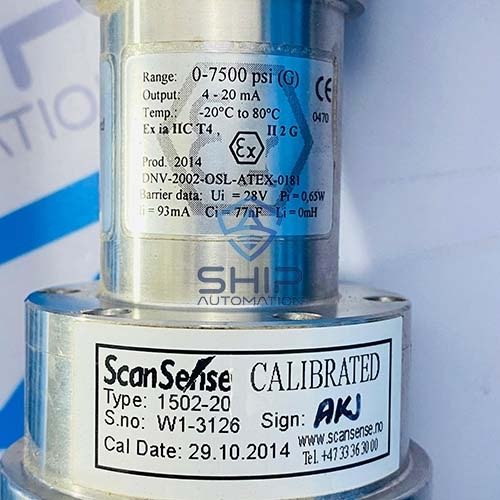 Range: 0-7500 psi (G)
Output: 4 - 20 mA
Temp.: -20°C to 80°C
Ex ia IIC T4 , II 2 G
CE
0470
Ex
Prod. 2014
DNV-2002-OSL-ATEX-0181
Barrier data: Ui = 28V Pi = 0,65W
Ii = 93mA Ci = 77nF Li = 0mH
SHIP
AUTOMATION
ScanSense CALIBRATED
Type: 1502-20
S.no: W1-3126 Sign: AKJ
Cal Date: 29.10.2014
www.scansense.no
Tel. +47 33 36 30 00